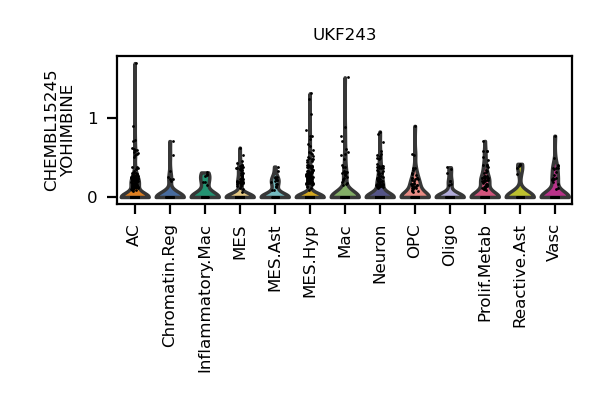 UKF243
CHEMBL15245
YOHIMBINE
1
0
AC
Chromatin.Reg
Inflammatory.Mac
MES
MES.Ast
MES.Hyp
Mac
Neuron
OPC
Oligo
Prolif.Metab
Reactive.Ast
Vasc